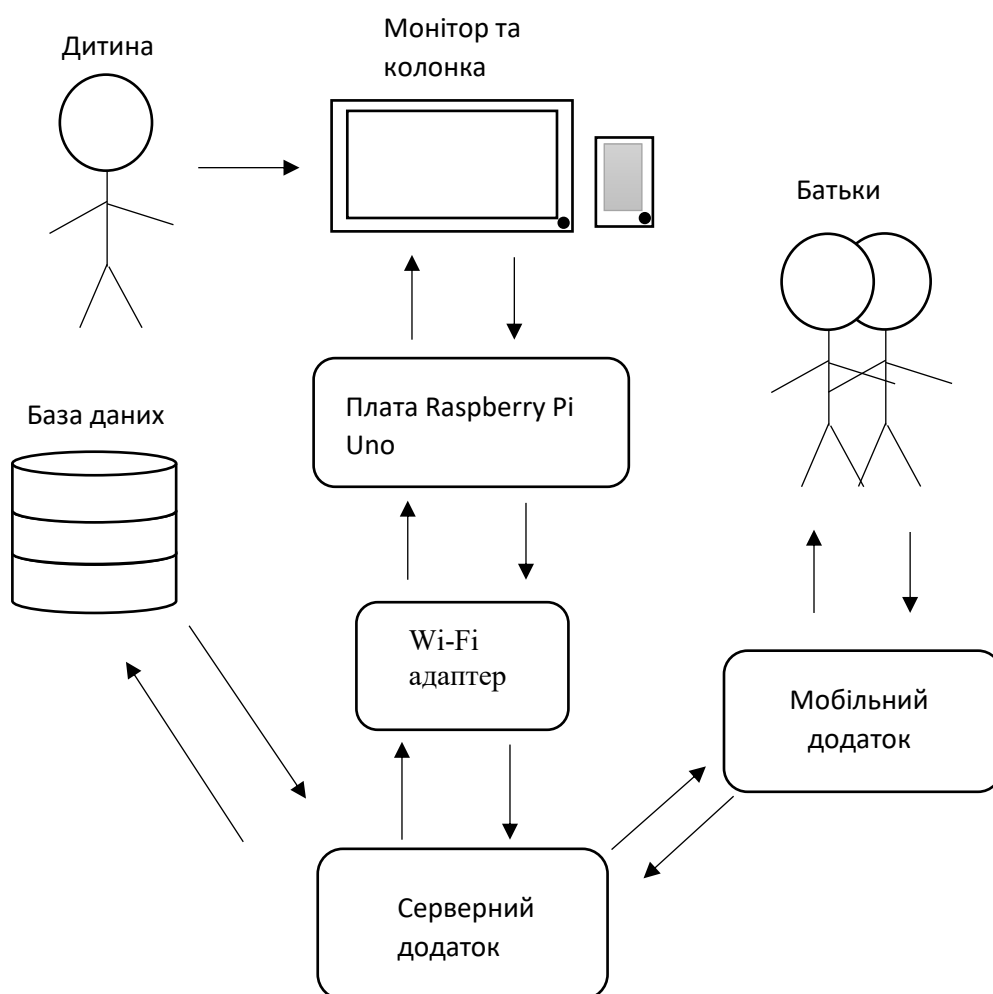 Дитина
Монітор та
колонка
Батьки
Плата Raspberry Pi
Uno
База даних
Wi-Fi
адаптер
Мобільний
додаток
Серверний
додаток